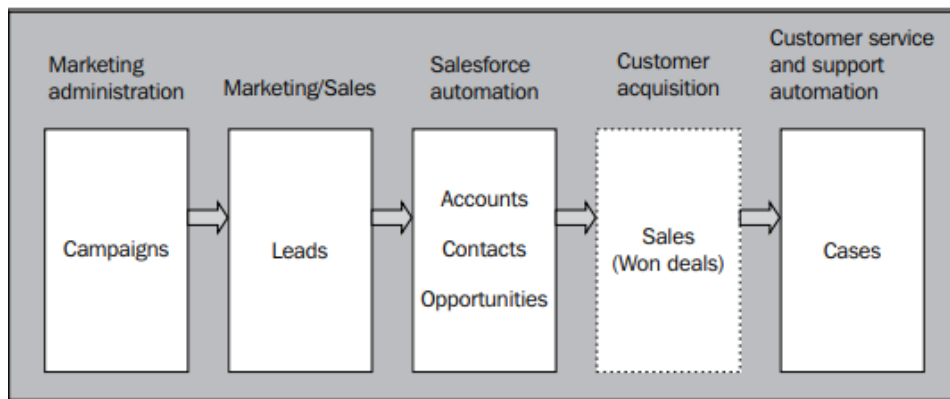 Marketing
administration
Marketing/Sales
Salesforce
automation
Customer
acquisition
Customer service
and support
automation
Campaigns
Leads
Accounts
Contacts
Opportunities
Sales
(Won deals)
Cases